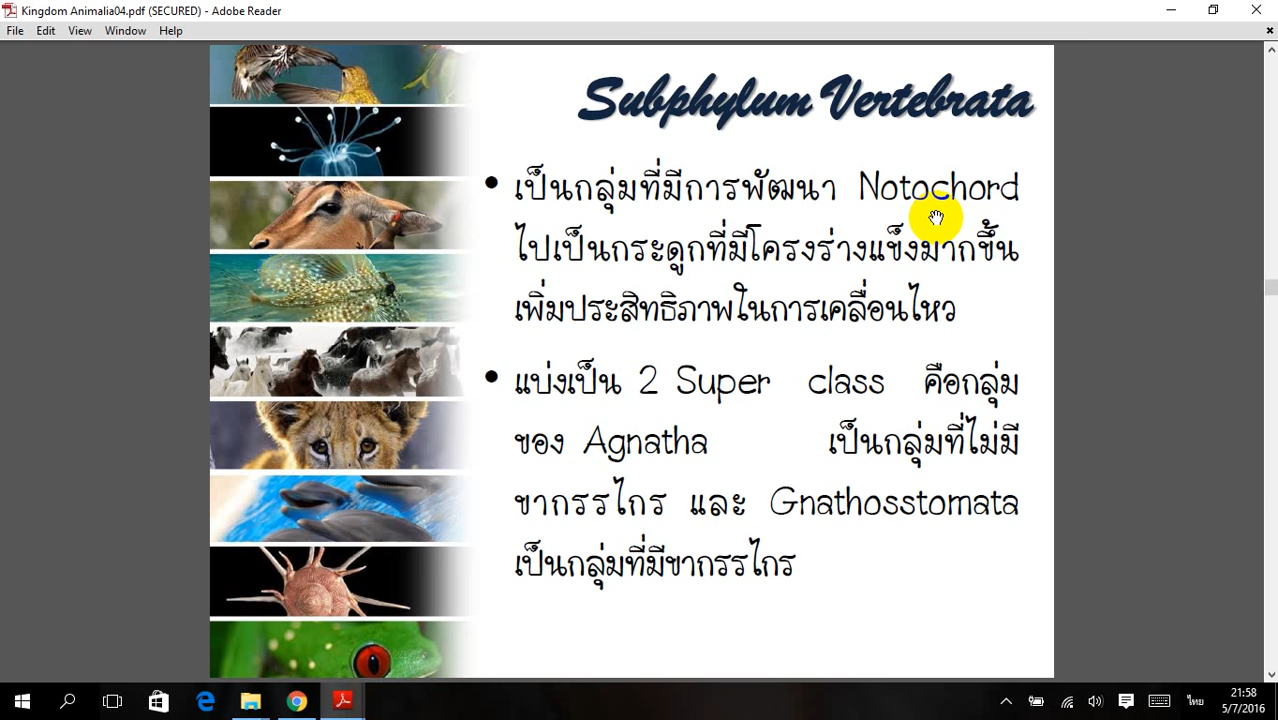 Kingdom Animalia04.pdf (SECURED) - Adobe Reader
File Edit View Window Help
Subphylum Vertebrata
• เป็นกลุ่มที่มีการพัฒนา Notochord
ไปเป็นกระดูกที่มีโครงร่างแข็งมากขึ้น
เพิ่มประสิทธิภาพในการเคลื่อนไหว
• แบ่งเป็น 2 Super class คือกลุ่ม
ของ Agnatha เป็นกลุ่มที่ไม่มี
ขากรรไกร และ Gnathosstomata
เป็นกลุ่มที่มีขากรรไกร
ไทย
21:58
5/7/2016